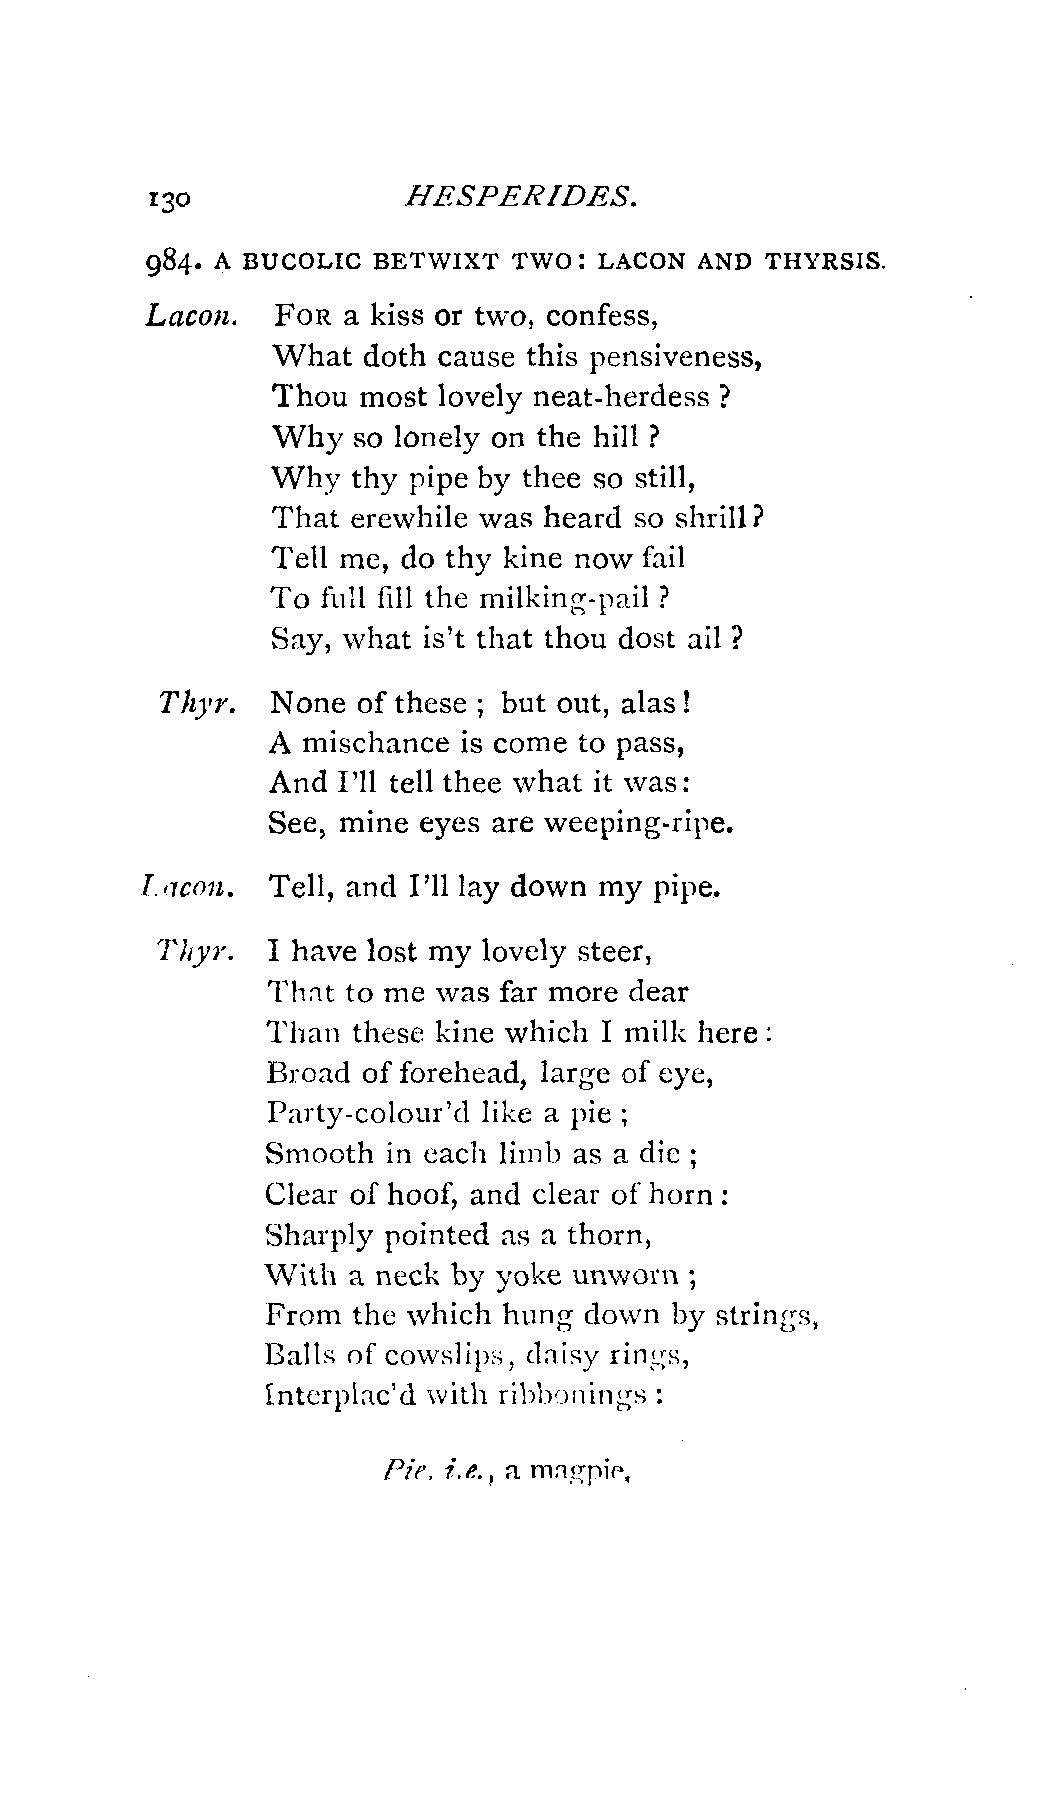 130 HESPERIDES.
984. A BUCOLIC BETWIXT TWO: LACON AND THYRSIS.
Lacon. FOR a kiss or two, confess,
What doth cause this pensiveness,
Thou most lovely neat-herdess ?
Why so lonely on the hill ?
Why thy pipe by thee so still,
That erewhile was heard so shrill?
Tell me, do thy kine now fail
To full fill the milking-pail ?
Say, what is't that thou dost ail ?
Thyr. None of these ; but out, alas!
A mischance is come to pass,
And I'll tell thee what it was:
See, mine eyes are weeping-ripe.
Lacon. Tell, and I'll lay down my pipe.
Thyr. I have lost my lovely steer,
That to me was far more dear
Than these kine which I milk here :
Broad of forehead, large of eye,
Party-colour'd like a pie ;
Smooth in each limb as a die ;
Clear of hoof, and clear of horn :
Sharply pointed as a thorn,
With a neck by yoke unworn ;
From the which hung down by strings,
Balls of cowslips, daisy rings,
Interplac'd with ribbonings :
Pie, i.e., a magpie.